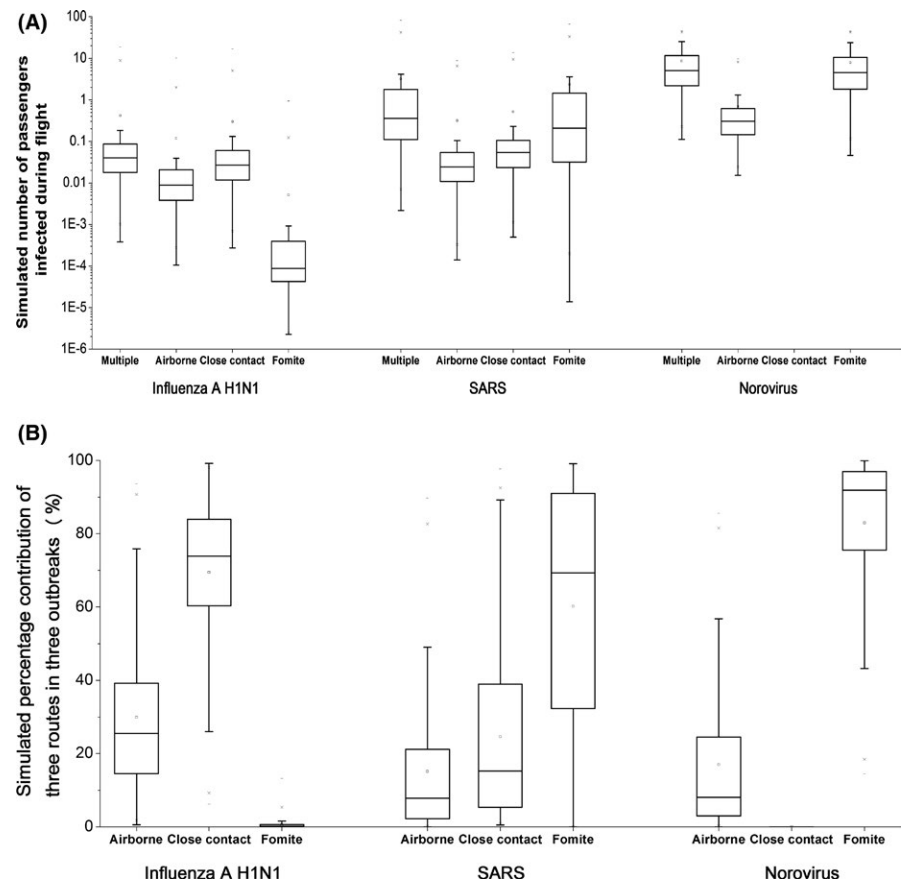 (A)
Simulated number of passengers
infected during flight
100
10
1
0.1
0.01
1E-3
1E-4
1E-5
1E-6
Multiple Airborne Close contact Fomite Multiple Airborne Close contact Fomite Multiple Airborne Close contact Fomite
Influenza A H1N1 SARS Norovirus
(B)
Simulated percentage contribution of
three routes in three outbreaks (%)
100
80
60
40
20
0
Airborne Close contact Fomite Airborne Close contact Fomite Airborne Close contact Fomite
Influenza A H1N1 SARS Norovirus